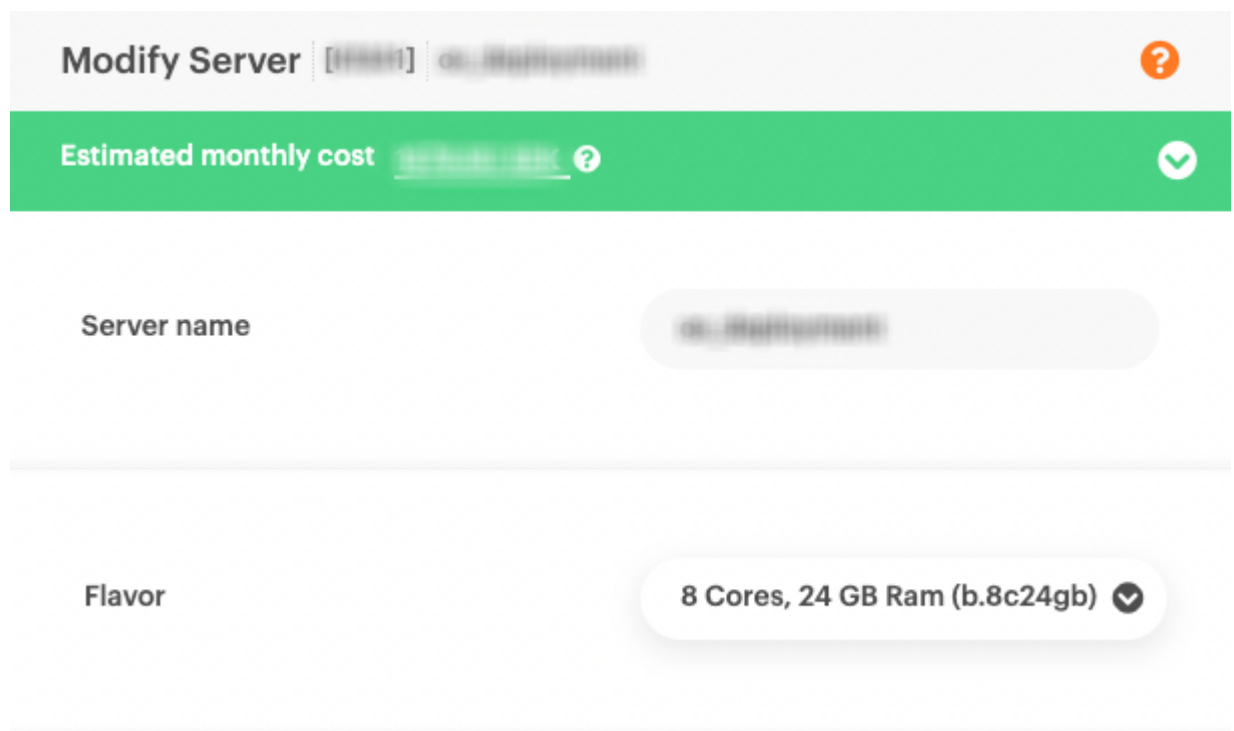 Modify Server
Estimated monthly cost
Server name
Flavor
8 Cores, 24 GB Ram (b.8c24gb)